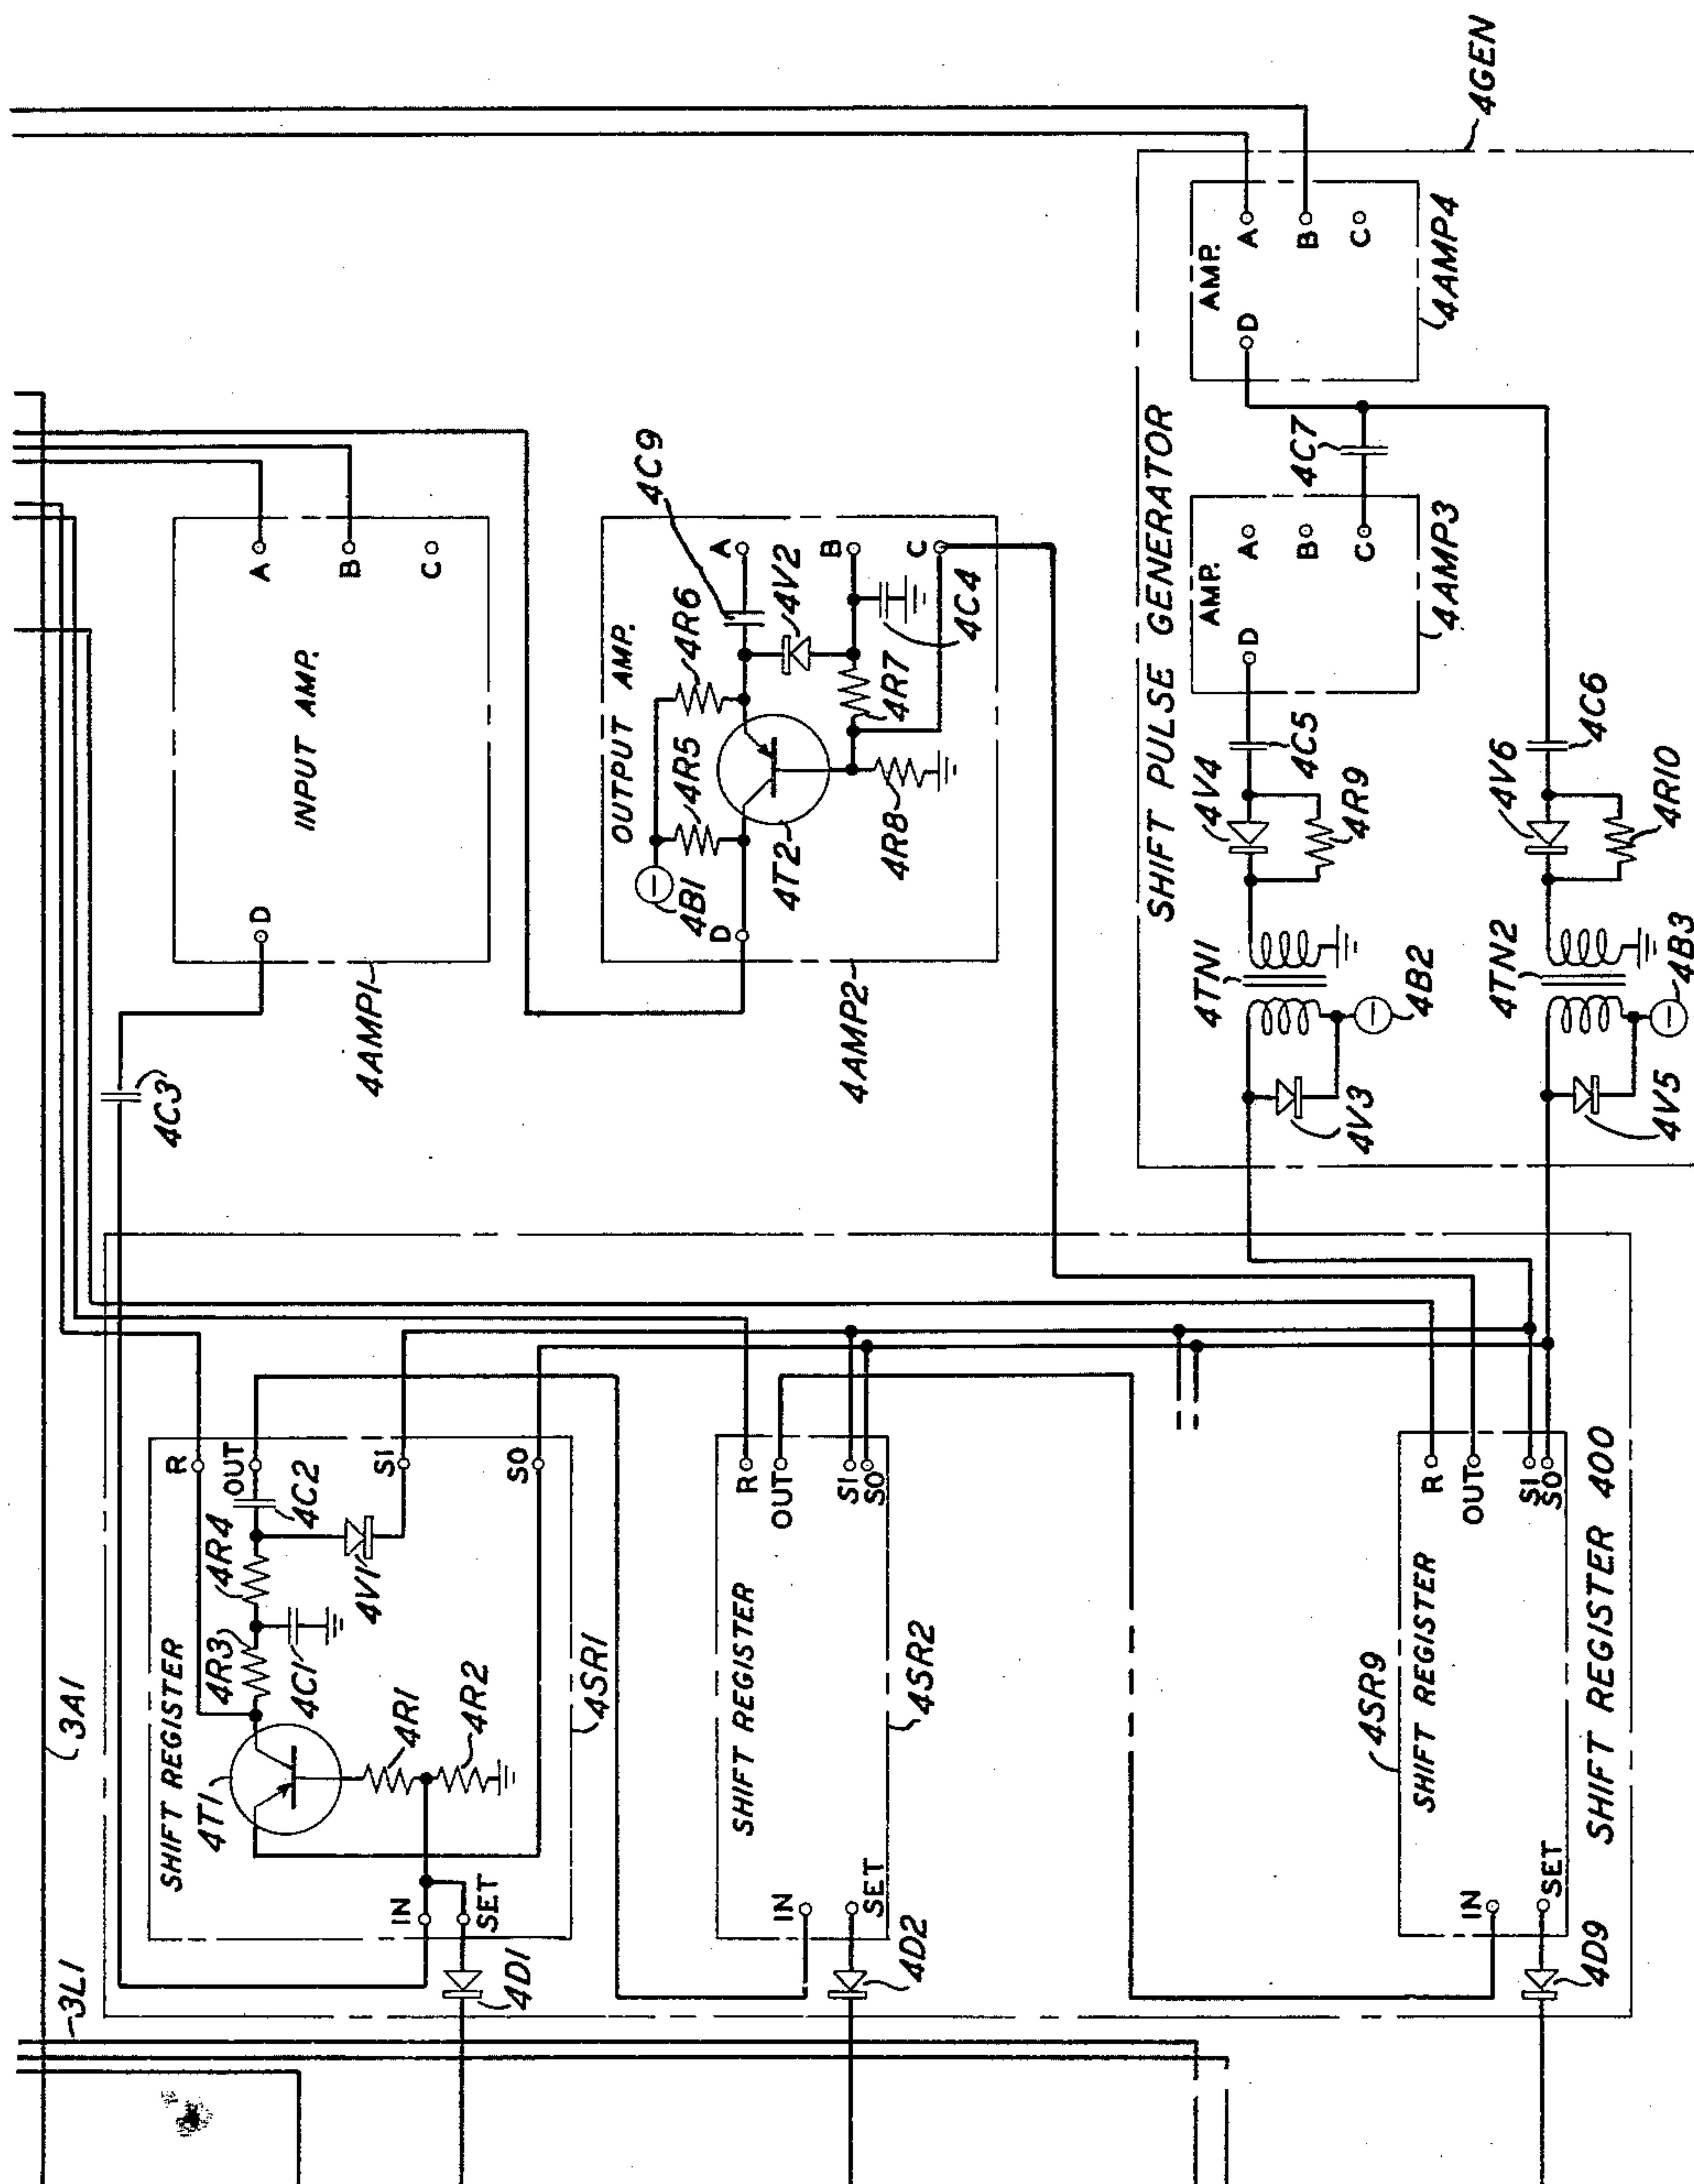 3L1
3A1
SHIFT REGISTER
4T1
4R3
4R4
4C1
4C2
4V1
4R1
4R2
R
OUT
S1
SO
IN
SET
4D1
4SR1
SHIFT REGISTER
R
OUT
S1
SO
IN
SET
4D2
4SR2
4SR9
SHIFT REGISTER
R
OUT
S1
SO
IN
SET
4D9
SHIFT REGISTER 400
4C3
INPUT AMP.
D
A
B
C
4AMP1
OUTPUT AMP.
4B1
4R5
4R6
4C9
A
4V2
B
4R7
C
4C4
D
4T2
4R8
4AMP2
SHIFT PULSE GENERATOR
4GEN
AMP.
D
A
B
C
4AMP4
4C7
AMP.
D
A
B
C
4AMP3
4TN1
4V4
4C5
4R9
4V3
4B2
4TN2
4V6
4C6
4R10
4V5
4B3